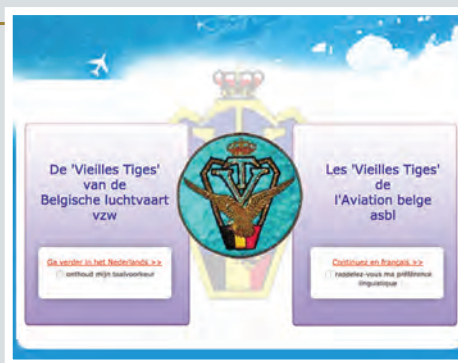 De 'Vieilles Tiges'
van de
Belgische luchtvaart
vzw
Ga verder in het Nederlands >>
onthoud mijn taalvoorkeur
Les 'Vieilles Tiges'
de
l'Aviation belge
asbl
Continuez en français >>
rappelez-vous ma préférence
linguistique